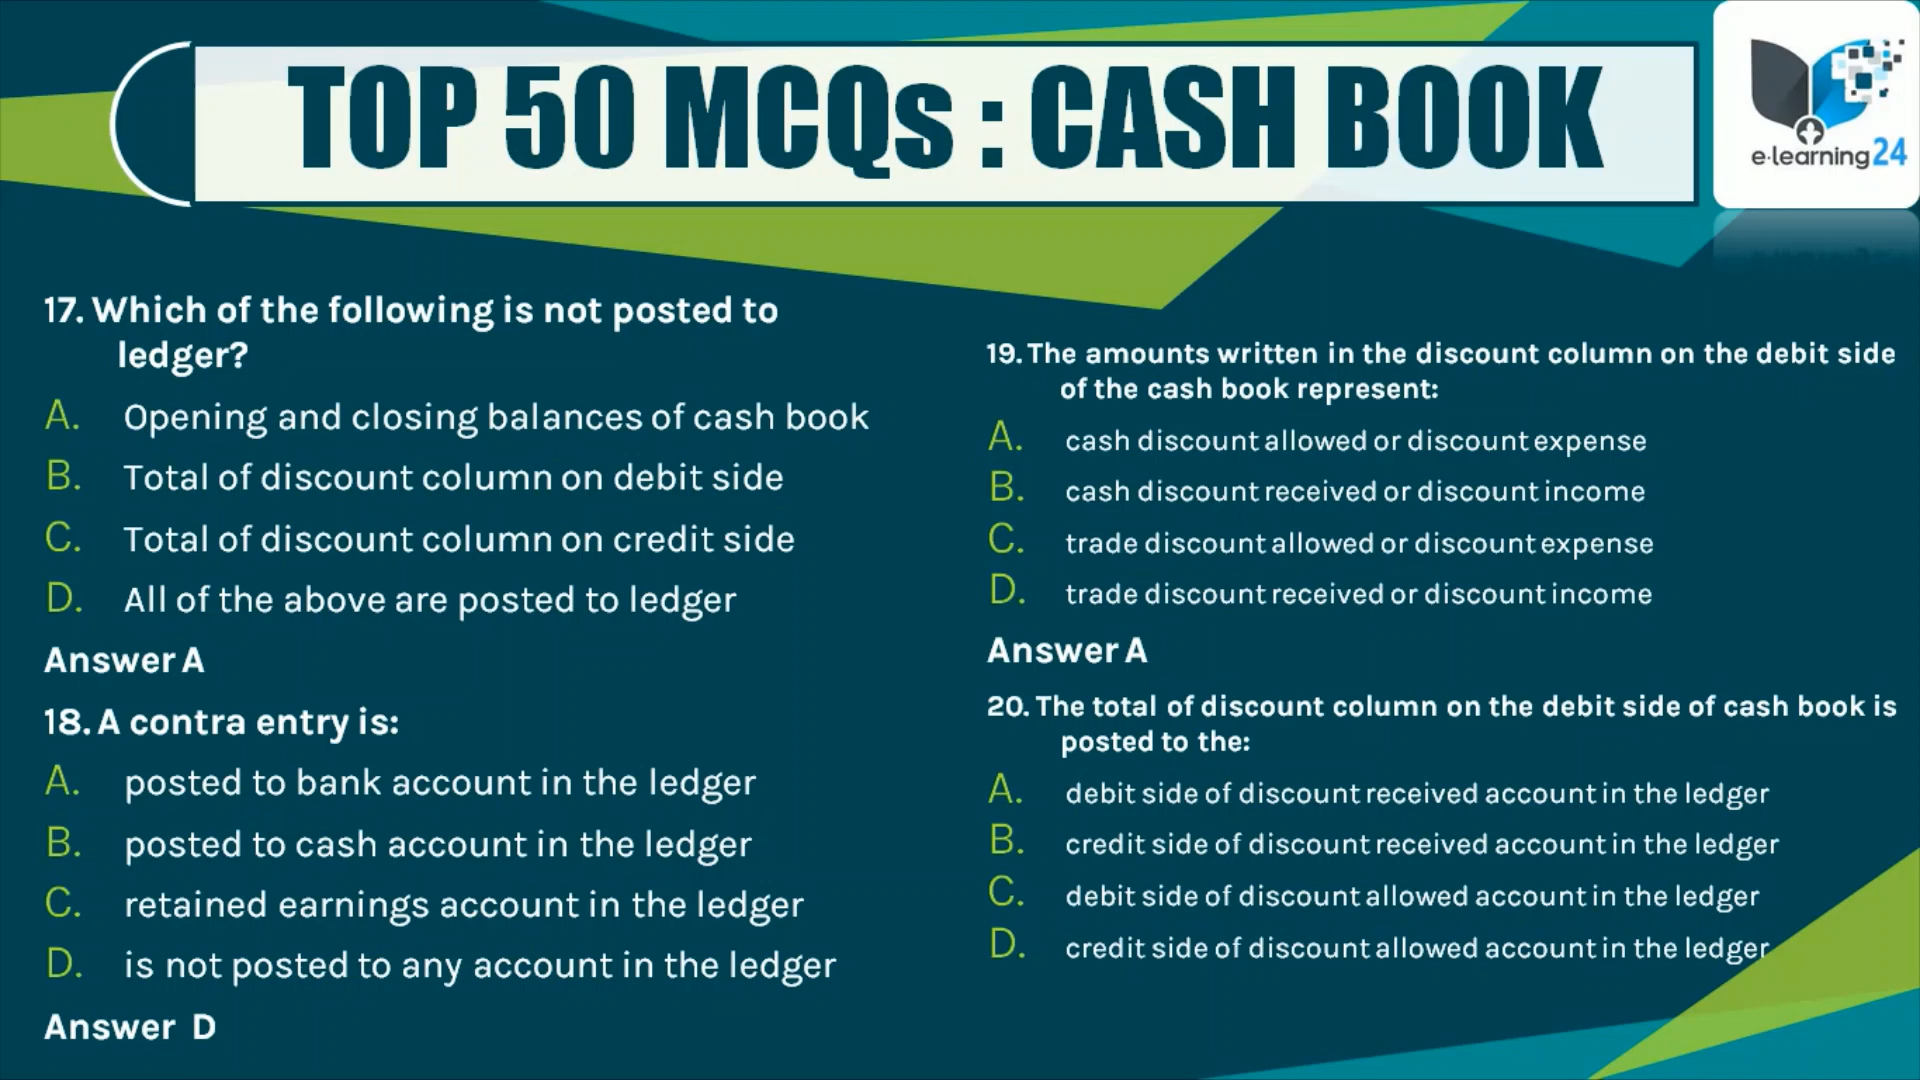 TOP 50 MCQs : CASH BOOK
e-learning24
17. Which of the following is not posted to
ledger?
A. Opening and closing balances of cash book
B. Total of discount column on debit side
C. Total of discount column on credit side
D. All of the above are posted to ledger
Answer A
18. A contra entry is:
A. posted to bank account in the ledger
B. posted to cash account in the ledger
C. retained earnings account in the ledger
D. is not posted to any account in the ledger
Answer D
19. The amounts written in the discount column on the debit side
of the cash book represent:
A. cash discount allowed or discount expense
B. cash discount received or discount income
C. trade discount allowed or discount expense
D. trade discount received or discount income
Answer A
20. The total of discount column on the debit side of cash book is
posted to the:
A. debit side of discount received account in the ledger
B. credit side of discount received account in the ledger
C. debit side of discount allowed account in the ledger
D. credit side of discount allowed account in the ledger